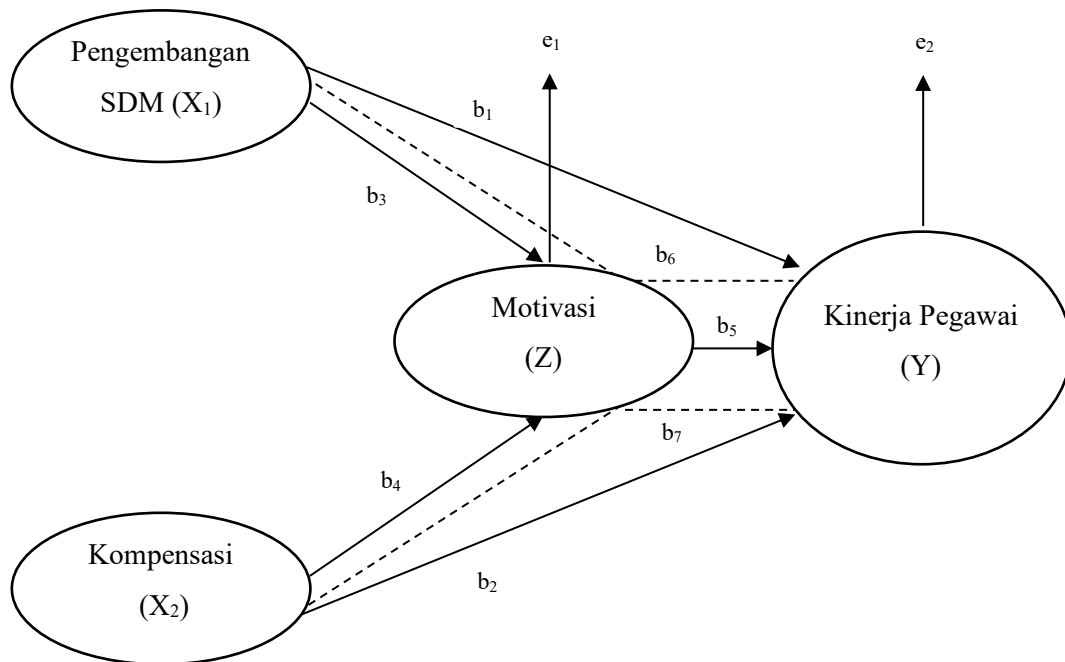 e₁
e₂
Pengembangan
SDM (X₁)
b₁
b₃
b₆
Motivasi
(Z)
b₅
Kinerja Pegawai
(Y)
b₇
b₄
Kompensasi
(X₂)
b₂